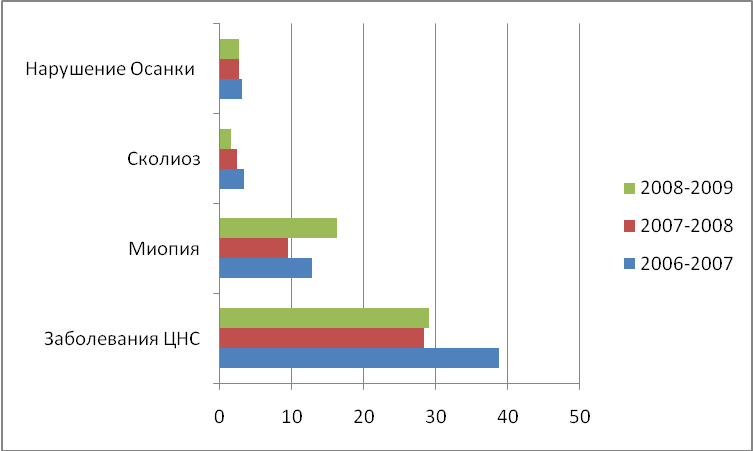 Нарушение Осанки
Сколиоз
Миопия
Заболевания ЦНС
0 10 20 30 40 50
2008-2009
2007-2008
2006-2007